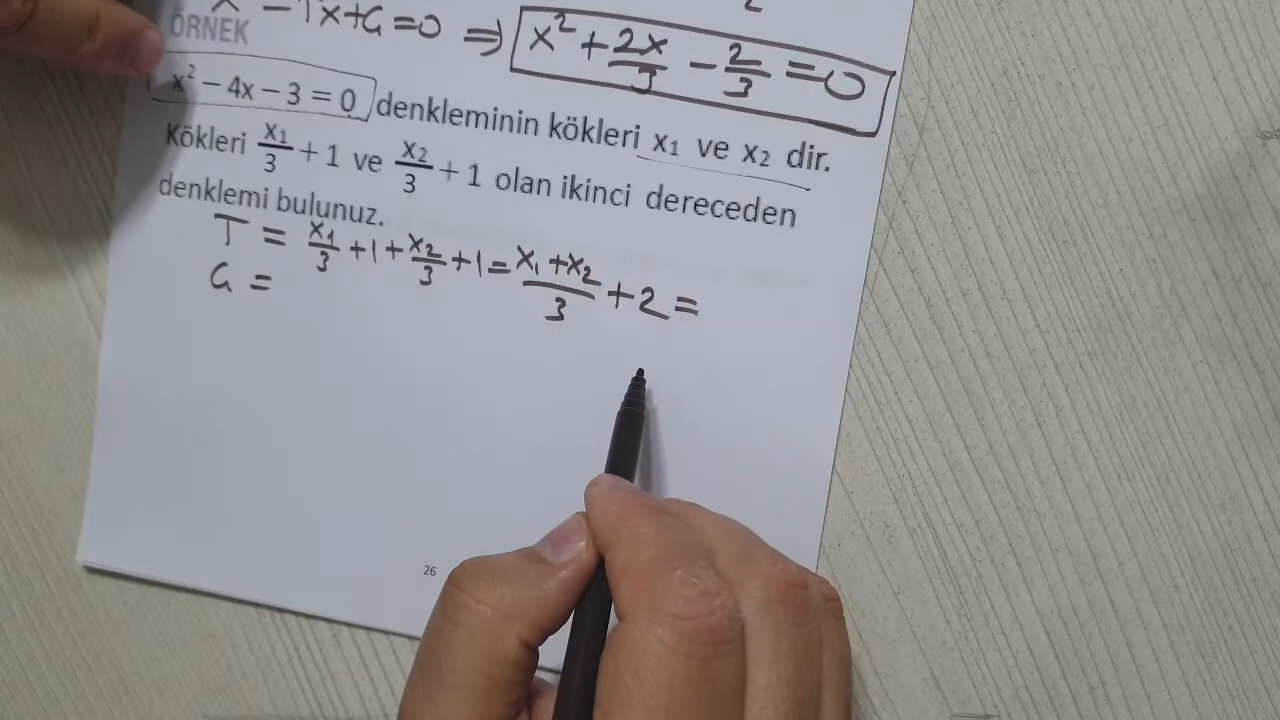 x² - Tx + Ç = 0 ⇒ x² + 2x/3 - 2/3 = 0
ÖRNEK
x² - 4x - 3 = 0 denkleminin kökleri x₁ ve x₂ dir.
Kökleri x₁/3 + 1 ve x₂/3 + 1 olan ikinci dereceden
denklemi bulunuz.
T = x₁/3 + 1 + x₂/3 + 1 = x₁ + x₂/3 + 2 =
Ç =
26